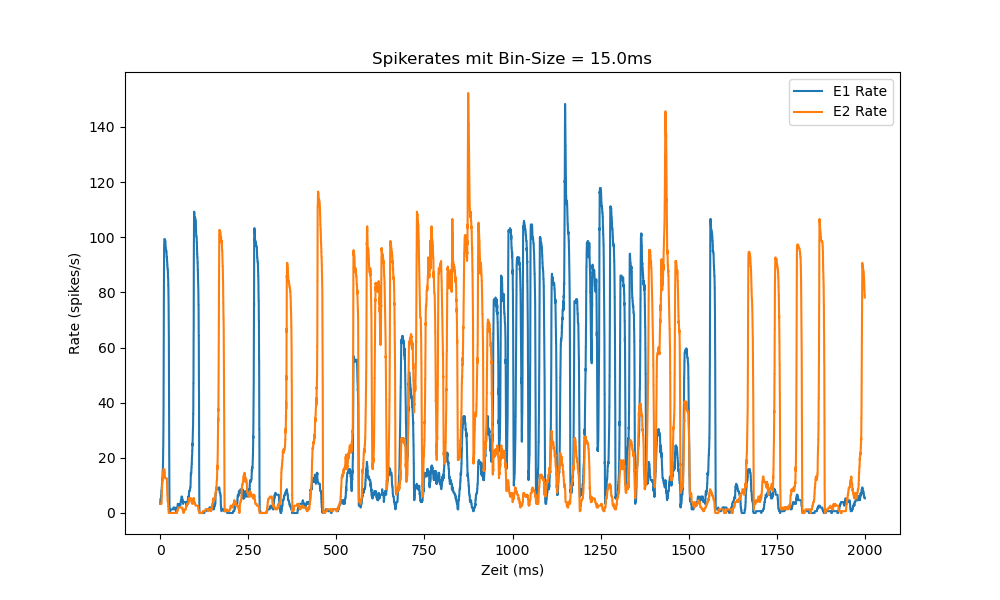 Spikerates mit Bin-Size = 15.0ms
E1 Rate
E2 Rate
Rate (spikes/s)
140
120
100
80
60
40
20
0
0 250 500 750 1000 1250 1500 1750 2000
Zeit (ms)